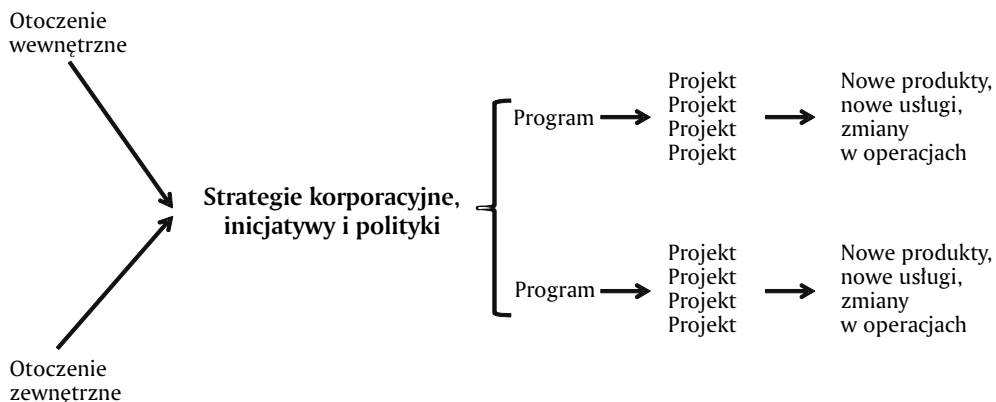 Otoczenie
wewnętrzne
Strategie korporacyjne,
inicjatywy i polityki
Otoczenie
zewnętrzne
Program
Projekt
Projekt
Projekt
Projekt
Nowe produkty,
nowe usługi,
zmiany
w operacjach
Program
Projekt
Projekt
Projekt
Projekt
Nowe produkty,
nowe usługi,
zmiany
w operacjach